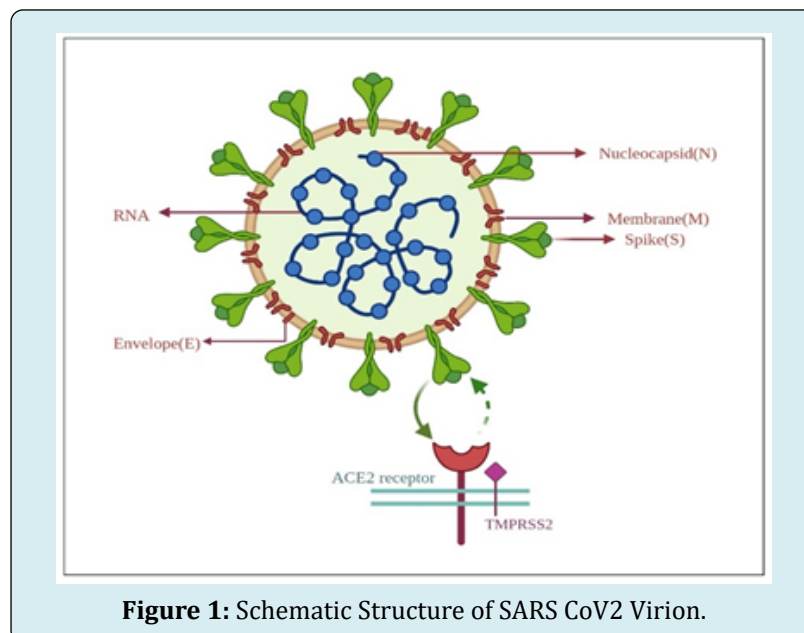 Nucleocapsid(N)
RNA
Membrane(M)
Spike(S)
Envelope(E)
ACE2 receptor
TMPRSS2
Figure 1: Schematic Structure of SARS CoV2 Virion.